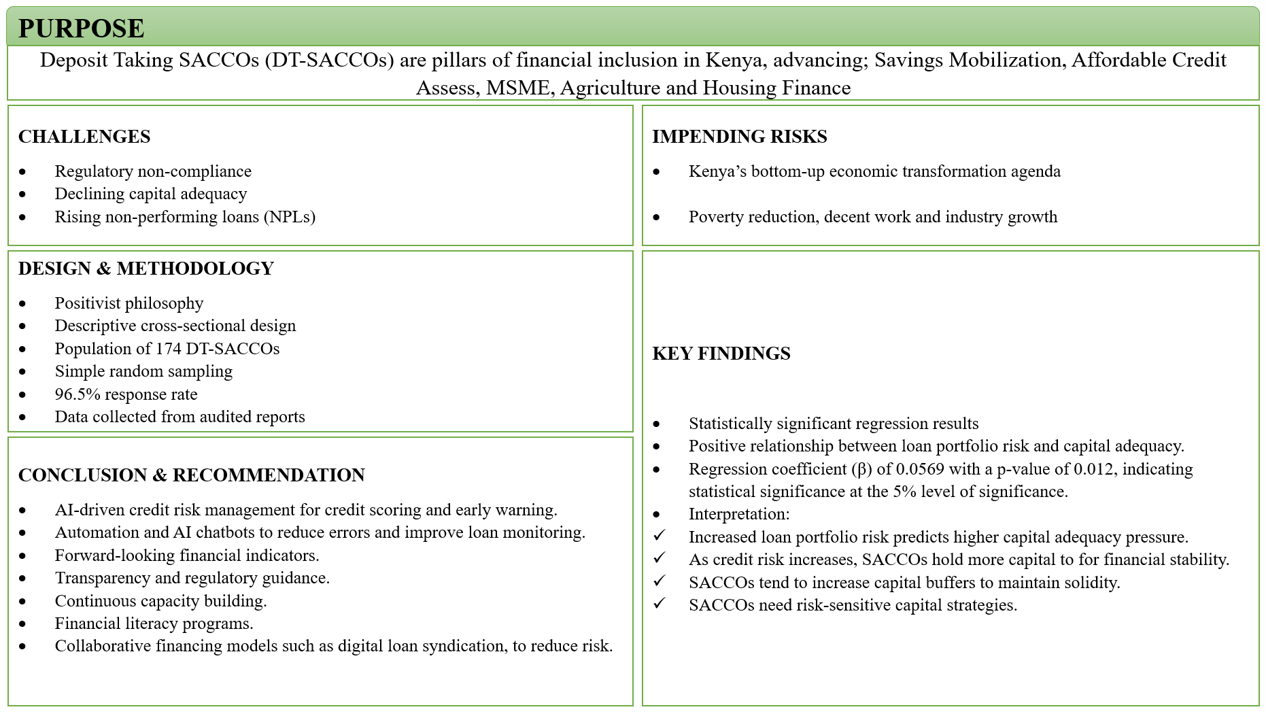 PURPOSE
Deposit Taking SACCOs (DT-SACCOs) are pillars of financial inclusion in Kenya, advancing; Savings Mobilization, Affordable Credit
Assess, MSME, Agriculture and Housing Finance
CHALLENGES
• Regulatory non-compliance
• Declining capital adequacy
• Rising non-performing loans (NPLs)
IMPENDING RISKS
• Kenya’s bottom-up economic transformation agenda
• Poverty reduction, decent work and industry growth
DESIGN & METHODOLOGY
• Positivist philosophy
• Descriptive cross-sectional design
• Population of 174 DT-SACCOs
• Simple random sampling
• 96.5% response rate
• Data collected from audited reports
CONCLUSION & RECOMMENDATION
• AI-driven credit risk management for credit scoring and early warning.
• Automation and AI chatbots to reduce errors and improve loan monitoring.
• Forward-looking financial indicators.
• Transparency and regulatory guidance.
• Continuous capacity building.
• Financial literacy programs.
• Collaborative financing models such as digital loan syndication, to reduce risk.
KEY FINDINGS
• Statistically significant regression results
• Positive relationship between loan portfolio risk and capital adequacy.
• Regression coefficient (β) of 0.0569 with a p-value of 0.012, indicating
statistical significance at the 5% level of significance.
• Interpretation:
✓ Increased loan portfolio risk predicts higher capital adequacy pressure.
✓ As credit risk increases, SACCOs hold more capital to for financial stability.
✓ SACCOs tend to increase capital buffers to maintain solidity.
✓ SACCOs need risk-sensitive capital strategies.